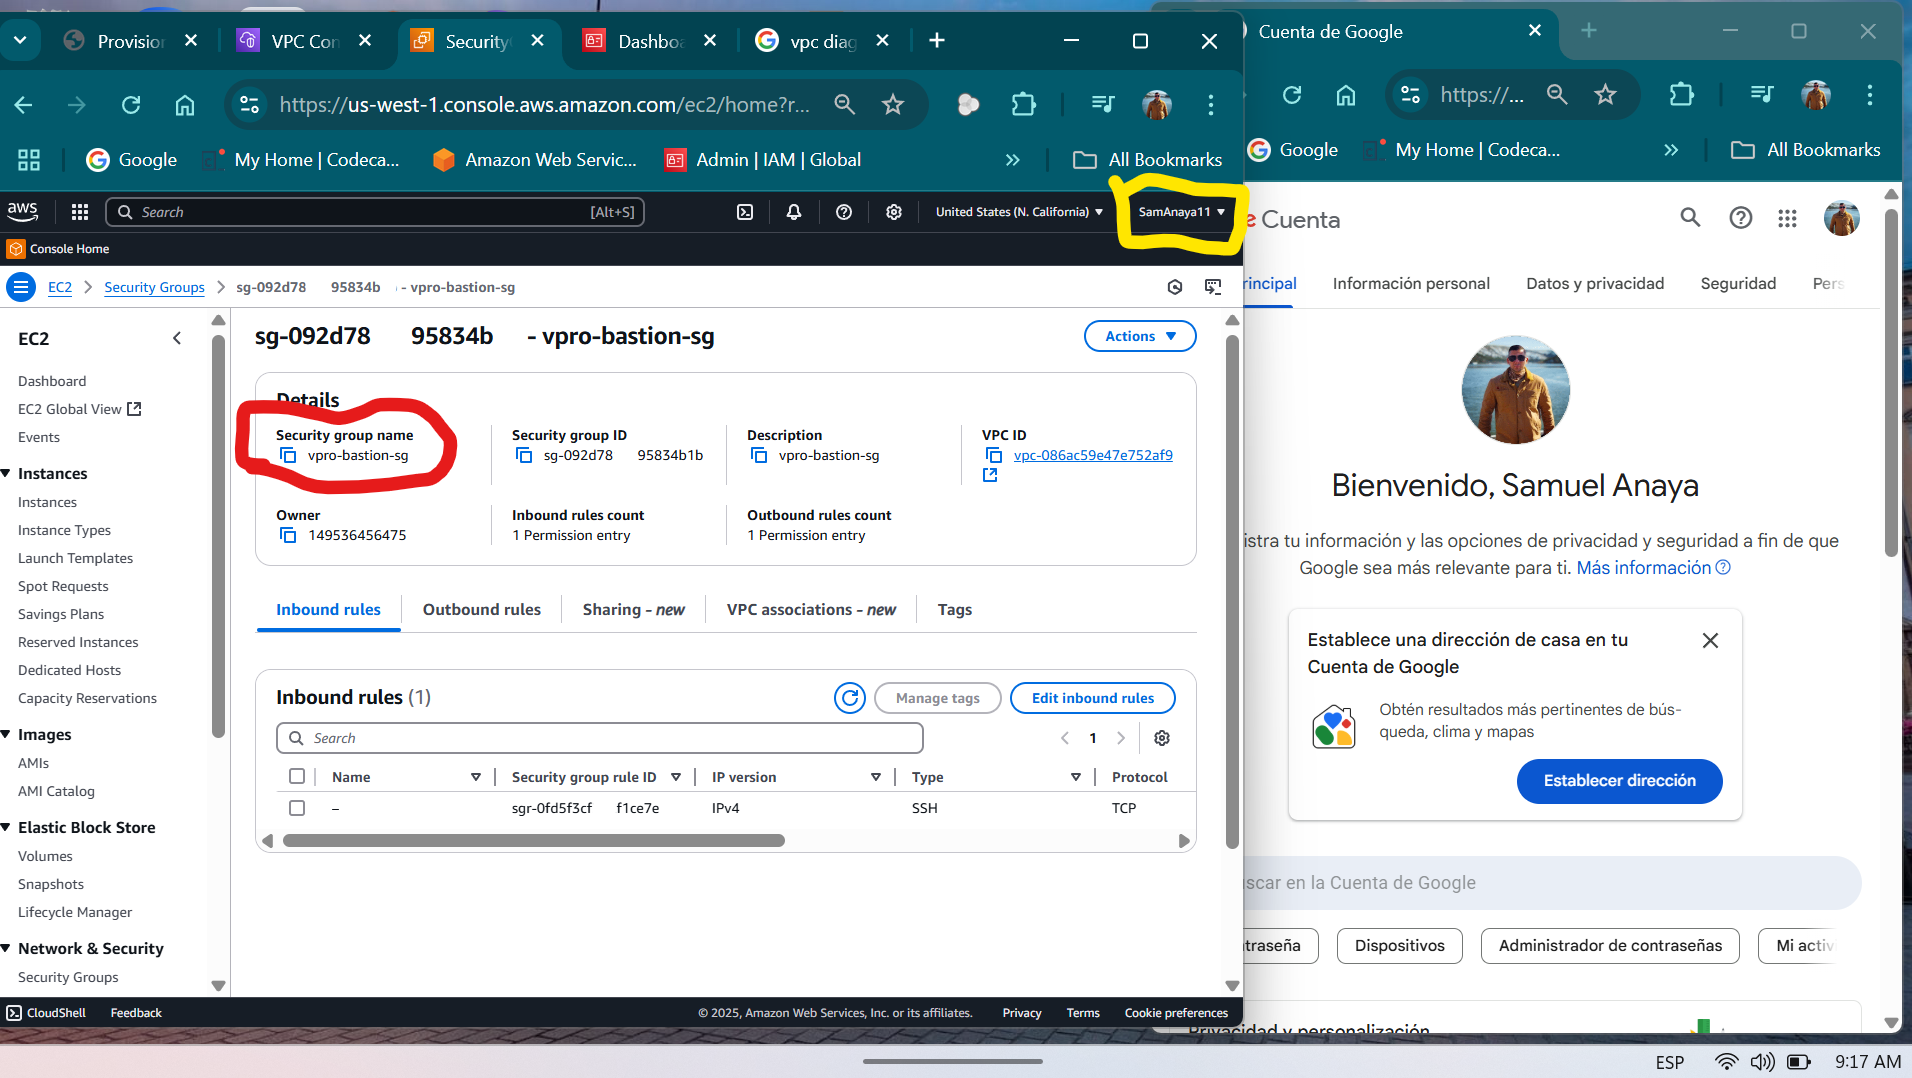 Provision
VPC Con
Security
Dashboa
vpc diag
https://us-west-1.console.aws.amazon.com/ec2/home?r...
Google
My Home | Codeca...
Amazon Web Servic...
Admin | IAM | Global
All Bookmarks
aws
Search
[Alt+S]
United States (N. California)
SamAnaya11
Console Home
EC2
Security Groups
sg-092d78 95834b - vpro-bastion-sg
EC2
Dashboard
EC2 Global View
Events
Instances
Instances
Instance Types
Launch Templates
Spot Requests
Savings Plans
Reserved Instances
Dedicated Hosts
Capacity Reservations
Images
AMIs
AMI Catalog
Elastic Block Store
Volumes
Snapshots
Lifecycle Manager
Network & Security
Security Groups
sg-092d78 95834b - vpro-bastion-sg
Actions
Details
Security group name
vpro-bastion-sg
Security group ID
sg-092d78 95834b1b
Description
vpro-bastion-sg
VPC ID
vpc-086ac59e47e752af9
Owner
149536456475
Inbound rules count
1 Permission entry
Outbound rules count
1 Permission entry
Inbound rules
Outbound rules
Sharing - new
VPC associations - new
Tags
Inbound rules (1)
Manage tags
Edit inbound rules
Search
1
Name
Security group rule ID
IP version
Type
Protocol
–
sgr-0fd5f3cf f1ce7e
IPv4
SSH
TCP
CloudShell
Feedback
© 2025, Amazon Web Services, Inc. or its affiliates.
Privacy
Terms
Cookie preferences
Cuenta de Google
https://...
Google
My Home | Codeca...
All Bookmarks
e Cuenta
rincipal
Información personal
Datos y privacidad
Seguridad
Pers
Bienvenido, Samuel Anaya
istra tu información y las opciones de privacidad y seguridad a fin de que
Google sea más relevante para ti. Más información
Establece una dirección de casa en tu
Cuenta de Google
Obtén resultados más pertinentes de bús-
queda, clima y mapas
Establecer dirección
scar en la Cuenta de Google
traseña
Dispositivos
Administrador de contraseñas
Mi activ
Privacidad y personalización
ESP
9:17 AM